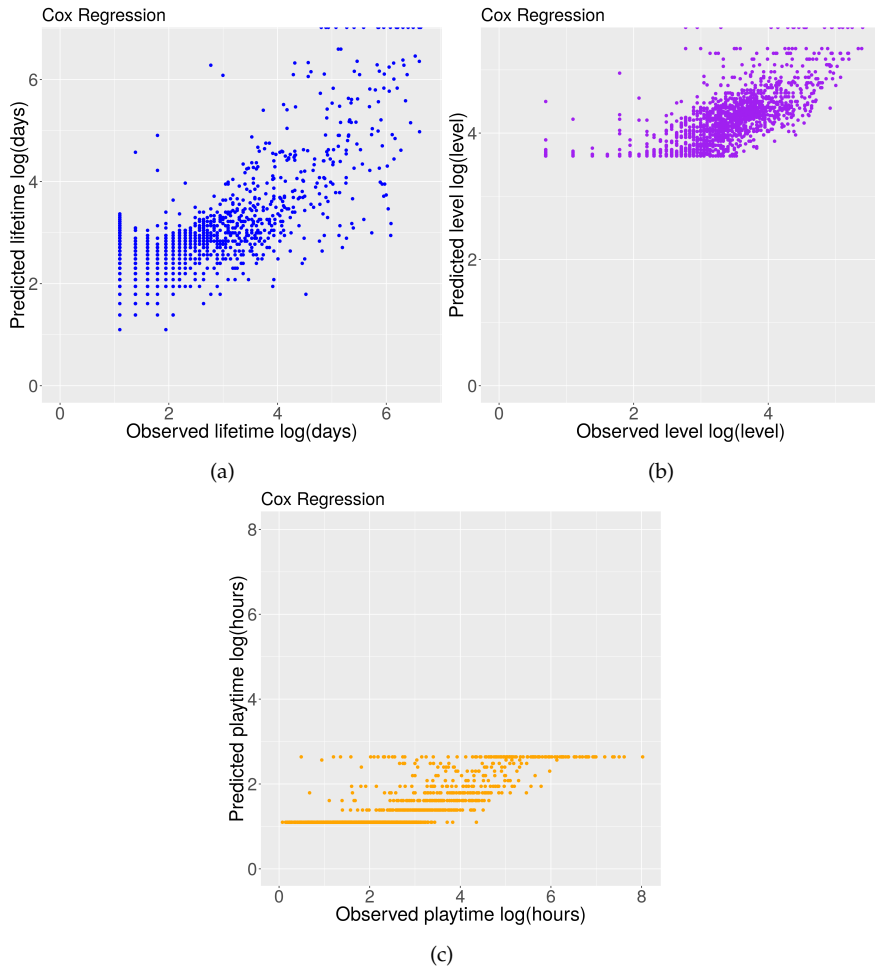 Cox Regression
Predicted lifetime log(days)
6
4
2
0
0 2 4 6
Observed lifetime log(days)
(a)
Cox Regression
Predicted level log(level)
4
2
0
0 2 4
Observed level log(level)
(b)
Cox Regression
Predicted playtime log(hours)
8
6
4
2
0
0 2 4 6 8
Observed playtime log(hours)
(c)